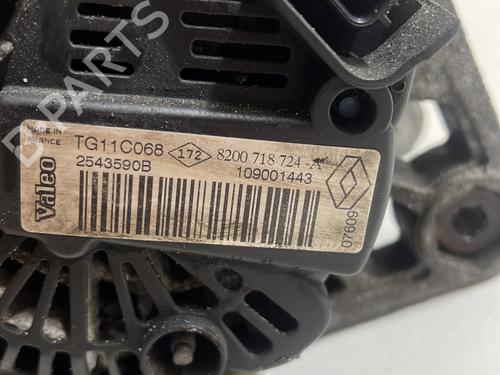 B-PARTS
MADE IN
FRANCE
Valeo
TG11C068
172
8200 718 724 -A
2543590B
109001443
07609